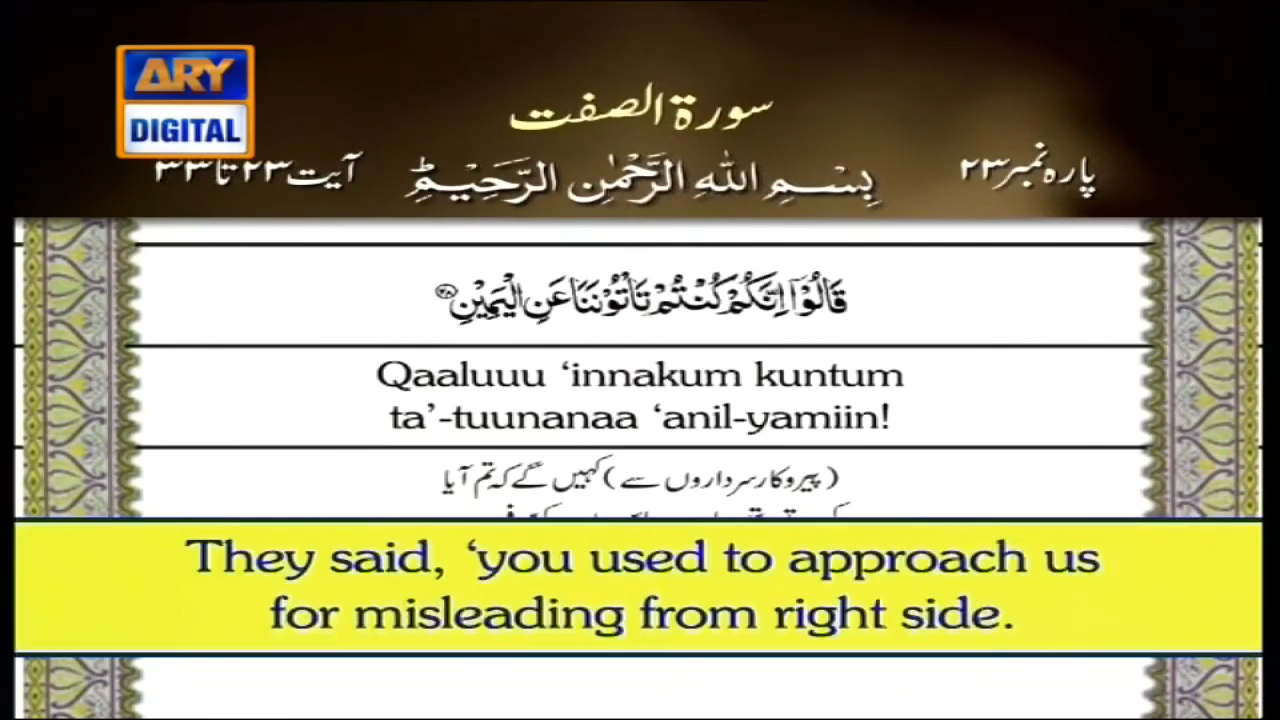 ARY
DIGITAL
سورۃ الصفت
پارہ نمبر ۲۳
بِسْمِ اللهِ الرَّحْمٰنِ الرَّحِيْمِ
آیت ۲۳ تا ۳۳
قَالُوْٓا اِنَّكُمْ كُنْتُمْ تَاْتُوْنَنَا عَنِ الْيَمِيْنِ ۲۸
Qaaluuu ‘innakum kuntum
ta’-tuunanaa ‘anil-yamiin!
(پیروکار سرداروں سے) کہیں گے کہ تم آیا
They said, ‘you used to approach us
for misleading from right side.